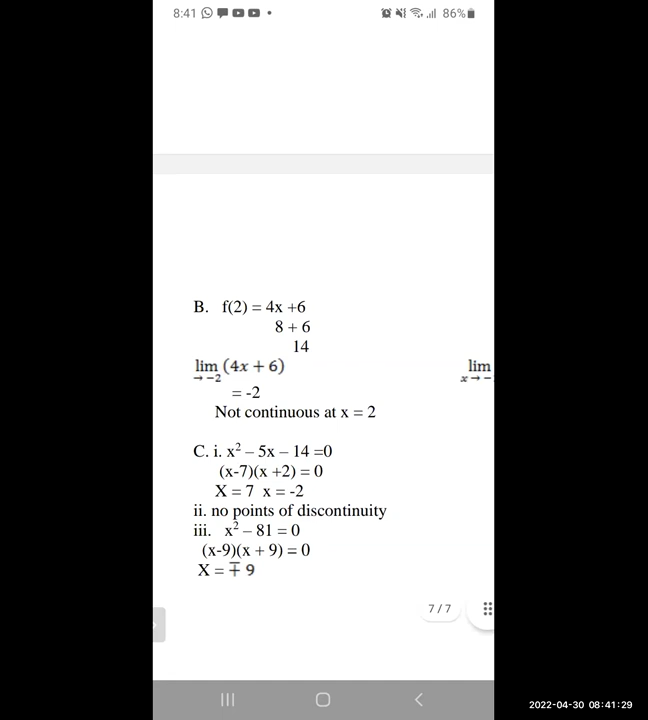 8:41 86%
B. f(2) = 4x +6
8 + 6
14
lim (4x + 6) lim
→ −2 x → −
= -2
Not continuous at x = 2
C. i. x² – 5x – 14 =0
(x-7)(x +2) = 0
X = 7 x = -2
ii. no points of discontinuity
iii. x² – 81 = 0
(x-9)(x + 9) = 0
X = ∓ 9
7 / 7
2022-04-30 08:41:29